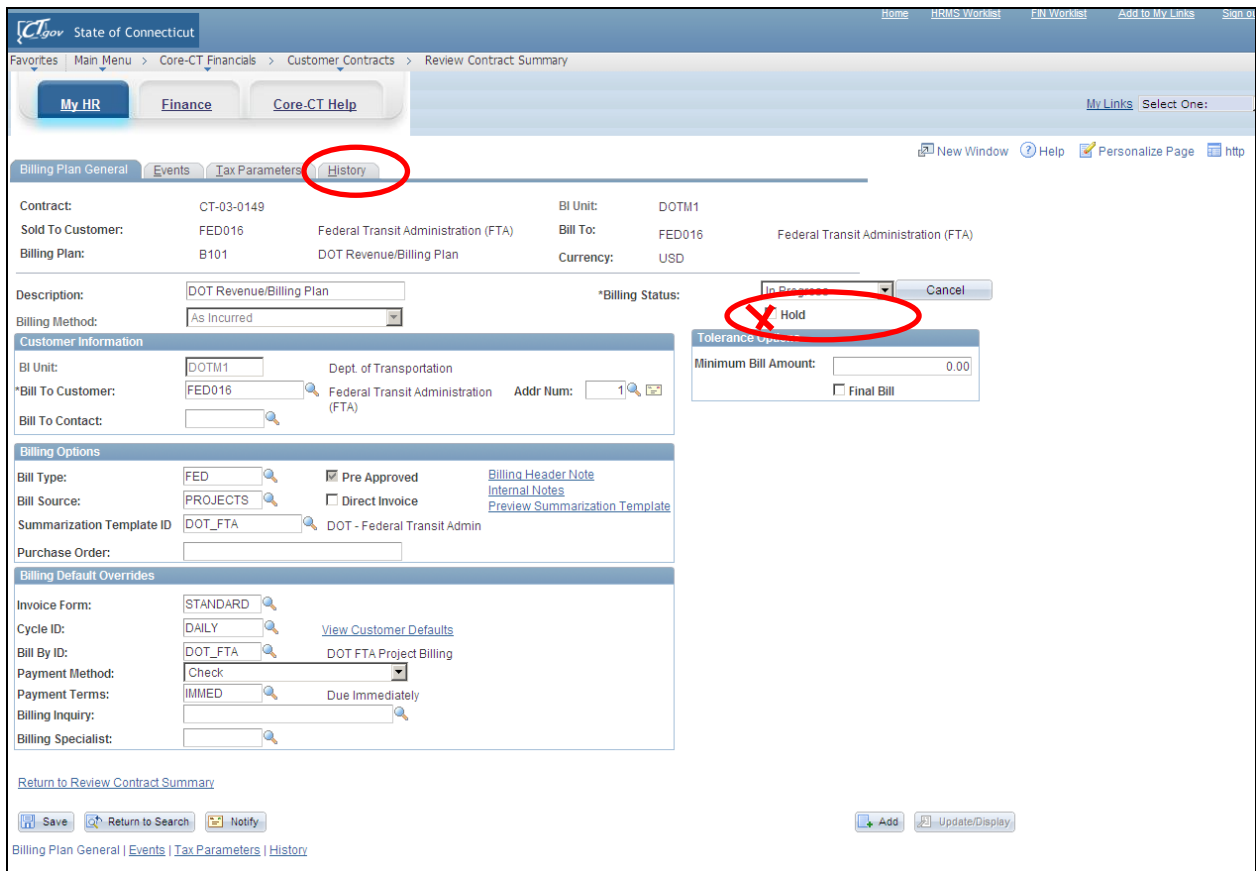 Home HRMS Worklist FIN Worklist Add to My Links Sign ou
CT.gov State of Connecticut
Favorites Main Menu > Core-CT Financials > Customer Contracts > Review Contract Summary
My HR Finance Core-CT Help
My Links Select One:
New Window Help Personalize Page http
Billing Plan General Events Tax Parameters History
Contract: CT-03-0149 BI Unit: DOTM1
Sold To Customer: FED016 Federal Transit Administration (FTA) Bill To: FED016 Federal Transit Administration (FTA)
Billing Plan: B101 DOT Revenue/Billing Plan Currency: USD
Description: DOT Revenue/Billing Plan *Billing Status: In Progress Cancel
Billing Method: As Incurred Hold
Customer Information Tolerance Options
BI Unit: DOTM1 Dept. of Transportation Minimum Bill Amount: 0.00
*Bill To Customer: FED016 Federal Transit Administration (FTA) Addr Num: 1 Final Bill
Bill To Contact:
Billing Options
Bill Type: FED Pre Approved Billing Header Note
Internal Notes
Bill Source: PROJECTS Direct Invoice Preview Summarization Template
Summarization Template ID DOT_FTA DOT - Federal Transit Admin
Purchase Order:
Billing Default Overrides
Invoice Form: STANDARD
Cycle ID: DAILY View Customer Defaults
Bill By ID: DOT_FTA DOT FTA Project Billing
Payment Method: Check
Payment Terms: IMMED Due Immediately
Billing Inquiry:
Billing Specialist:
Return to Review Contract Summary
Save Return to Search Notify Add Update/Display
Billing Plan General | Events | Tax Parameters | History